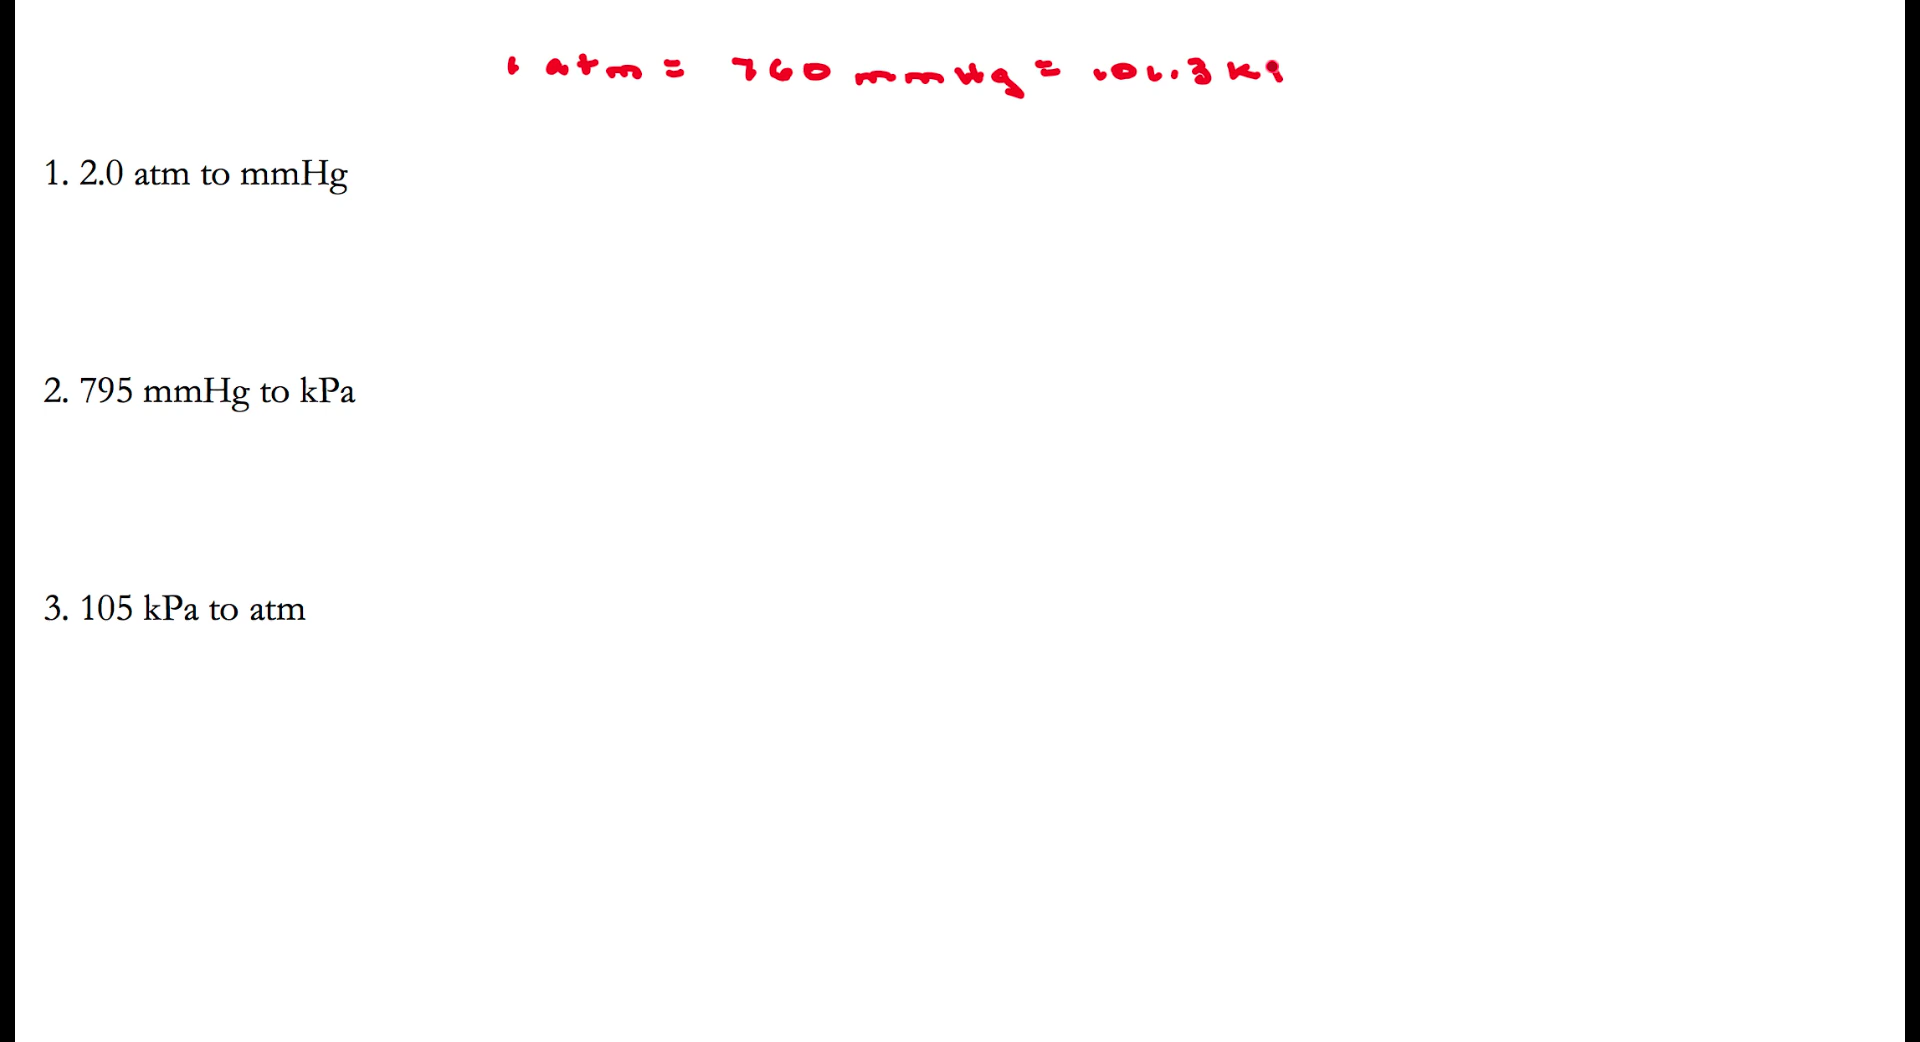 1 atm = 760 mmHg = 101.3 k
1. 2.0 atm to mmHg
2. 795 mmHg to kPa
3. 105 kPa to atm